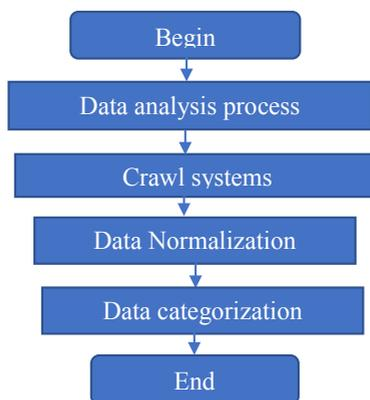 Begin
Data analysis process
Crawl systems
Data Normalization
Data categorization
End